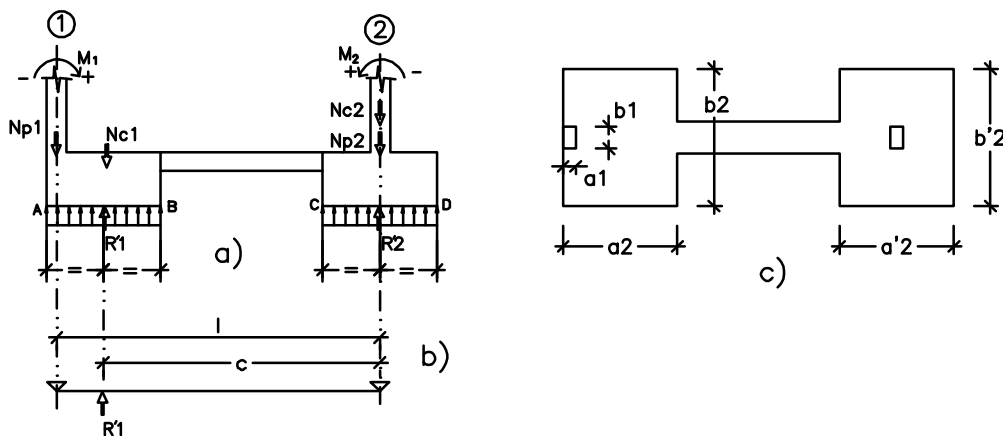 1
2
M1
M2
-
+
+
-
Nc2
Np1
Nc1
Np2
A
B
C
D
R'1
R'2
a)
=
=
=
=
l
c
b)
R'1
b1
b2
b'2
a1
a2
a'2
c)